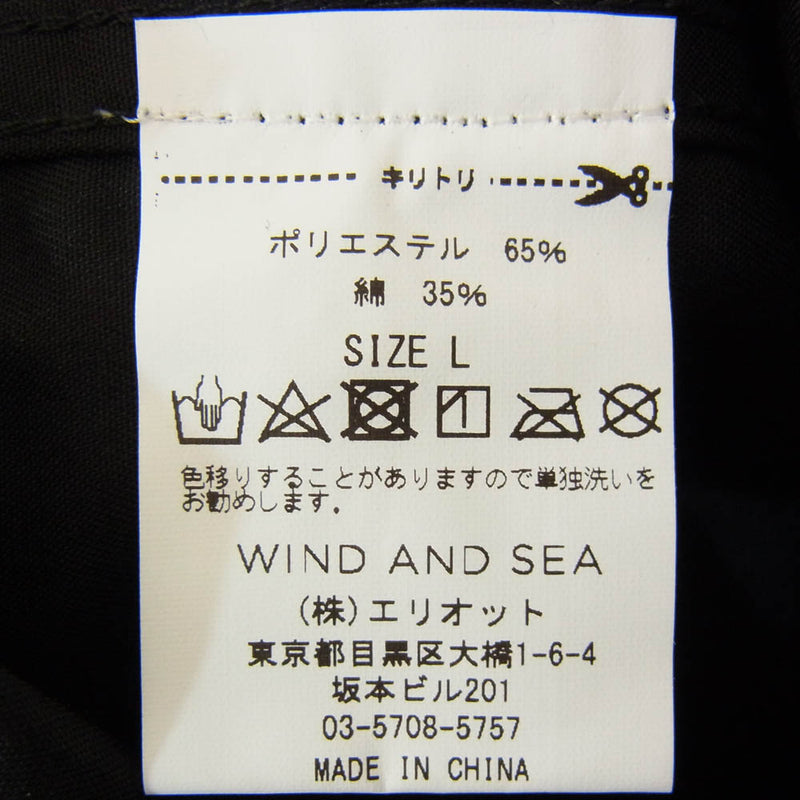 キリトリ
ポリエステル 65%
綿 35%
SIZE L
色移りすることがありますので単独洗いを
お勧めします.
WIND AND SEA
(株)エリオット
東京都目黒区大橋1-6-4
坂本ビル201
03-5708-5757
MADE IN CHINA